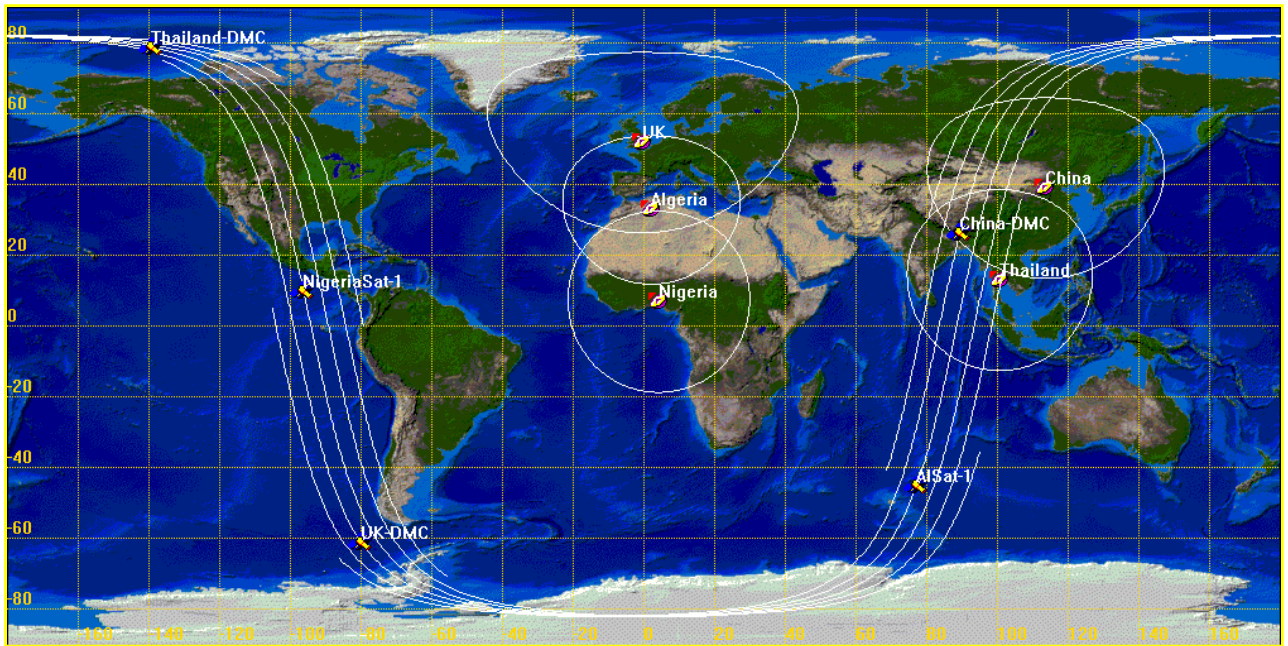 80
Thailand-DMC
60
UK
40
China
Algeria
China-DMC
20
Thailand
NigeriaSat-1
Nigeria
0
-20
-40
AlSat-1
UK-DMC
-60
-80
-160 -140 -120 -100 -80 -60 -40 -20 0 20 40 60 80 100 120 140 160